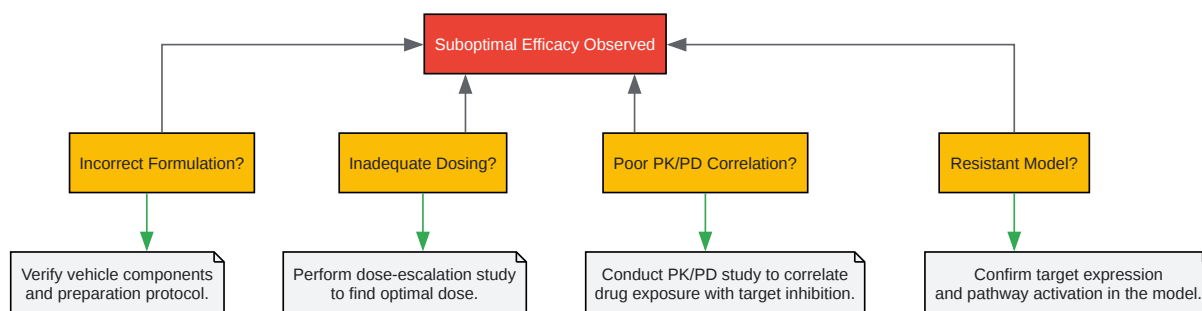 Suboptimal Efficacy Observed
Incorrect Formulation?
Inadequate Dosing?
Poor PK/PD Correlation?
Resistant Model?
Verify vehicle components
and preparation protocol.
Perform dose-escalation study
to find optimal dose.
Conduct PK/PD study to correlate
drug exposure with target inhibition.
Confirm target expression
and pathway activation in the model.